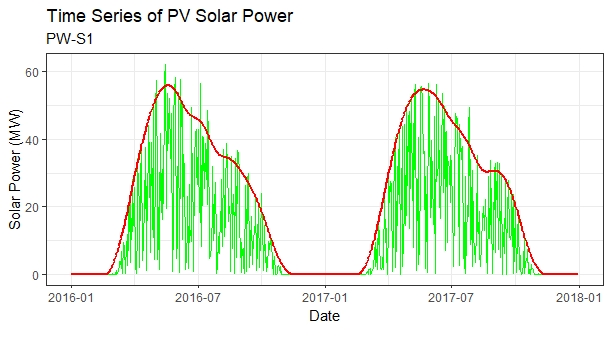 Time Series of PV Solar Power
PW-S1
Solar Power (MW)
60
40
20
0
2016-01
2016-07
2017-01
2017-07
2018-01
Date